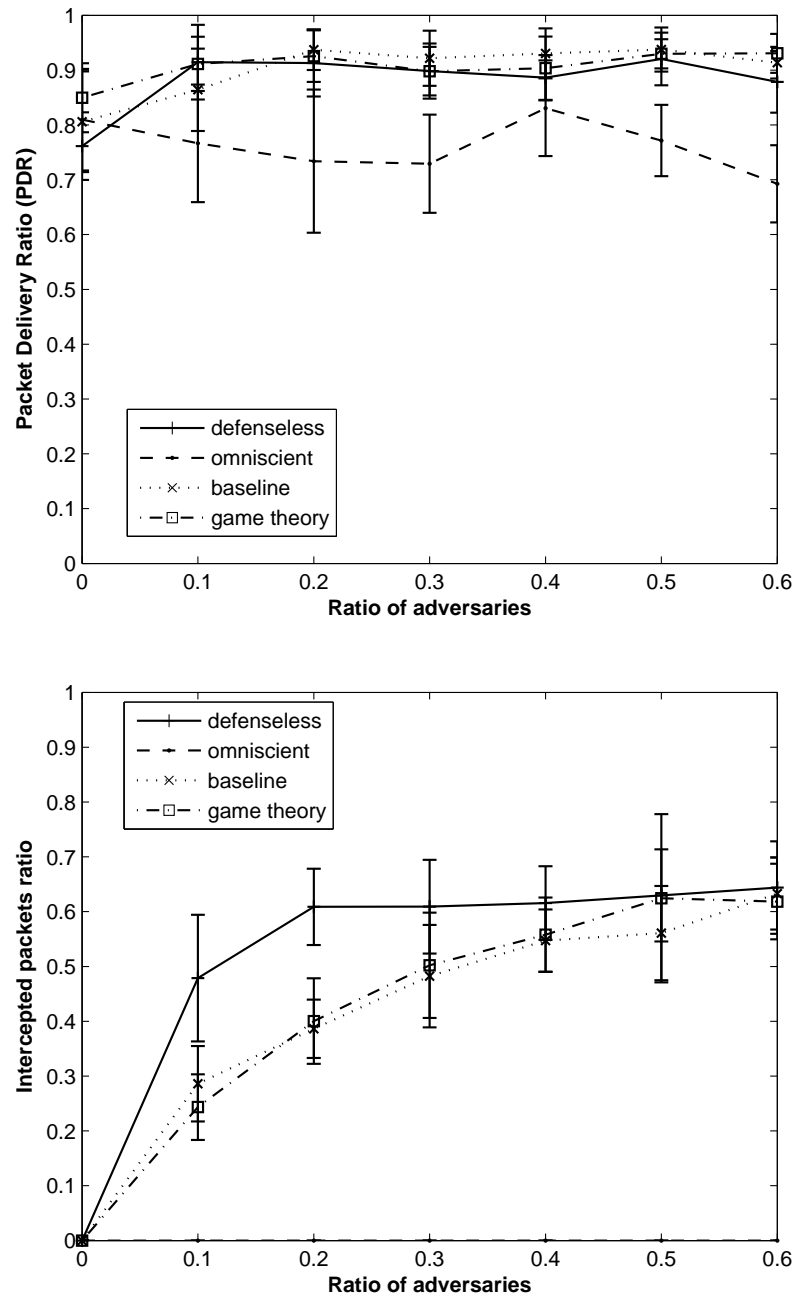 1
0.9
0.8
0.7
0.6
0.5
0.4
0.3
0.2
0.1
0
Packet Delivery Ratio (PDR)
defenseless
omniscient
baseline
game theory
0 0.1 0.2 0.3 0.4 0.5 0.6
Ratio of adversaries
1
0.9
0.8
0.7
0.6
0.5
0.4
0.3
0.2
0.1
0
Intercepted packets ratio
defenseless
omniscient
baseline
game theory
0 0.1 0.2 0.3 0.4 0.5 0.6
Ratio of adversaries